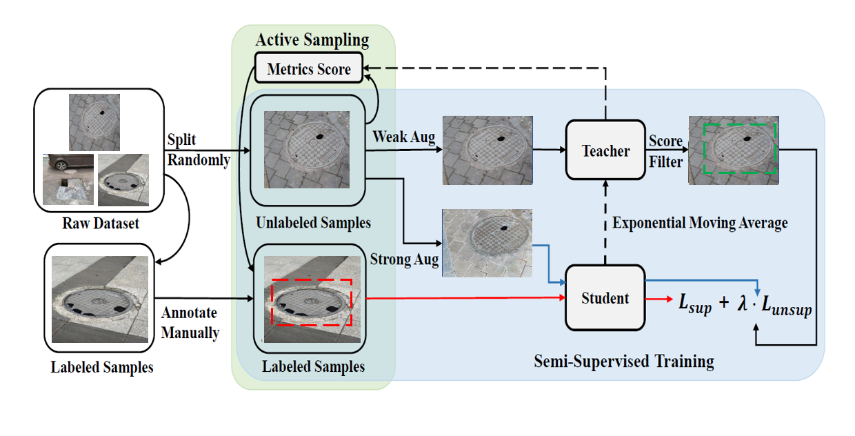 Active Sampling
Metrics Score
Split
Randomly
Weak Aug
Teacher
Score
Filter
Raw Dataset
Unlabeled Samples
Exponential Moving Average
Strong Aug
Student
L_sup + λ · L_unsup
Annotate
Manually
Labeled Samples
Labeled Samples
Semi-Supervised Training